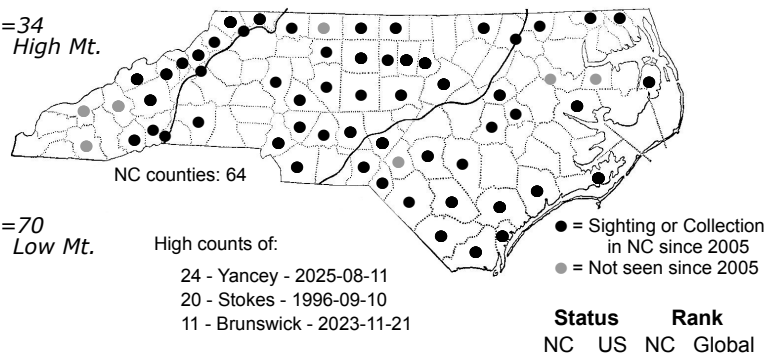 =34
High Mt.
NC counties: 64
=70
Low Mt.
High counts of:
24 - Yancey - 2025-08-11
20 - Stokes - 1996-09-10
11 - Brunswick - 2023-11-21
= Sighting or Collection
in NC since 2005
= Not seen since 2005
Status Rank
NC US NC Global